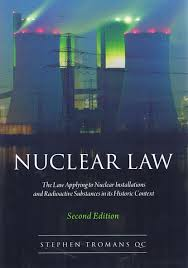 NUCLEAR LAW
The Law Applying to Nuclear Installations
and Radioactive Substances in its Historic Context
Second Edition
STEPHEN TROMANS QC